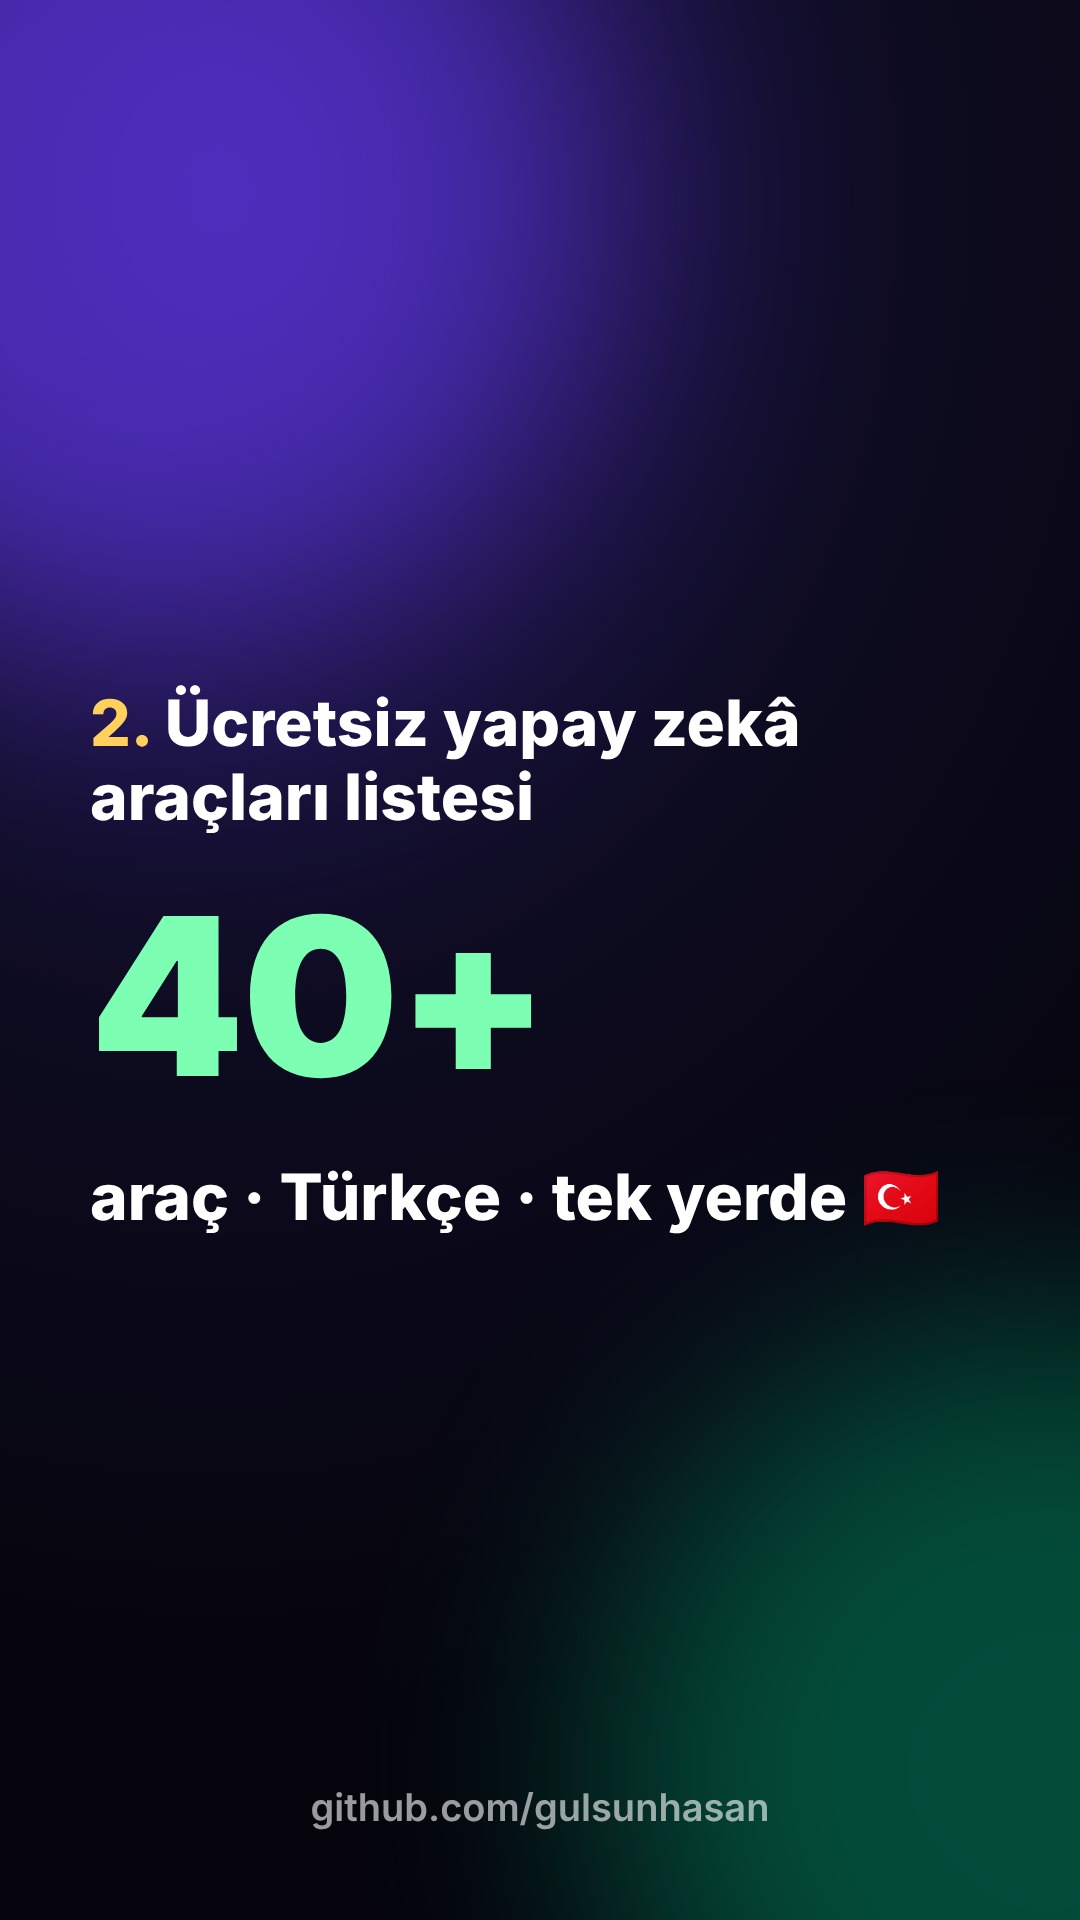 2. Ücretsiz yapay zekâ
araçları listesi
40+
araç · Türkçe · tek yerde 🇹🇷
github.com/gulsunhasan